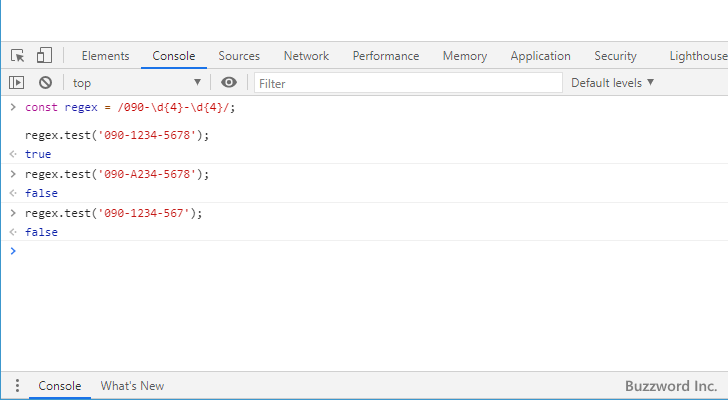 Elements Console Sources Network Performance Memory Application Security Lighthouse
top Filter Default levels
const regex = /090-\d{4}-\d{4}/;
regex.test('090-1234-5678');
true
regex.test('090-A234-5678');
false
regex.test('090-1234-567');
false
Console What's New Buzzword Inc.